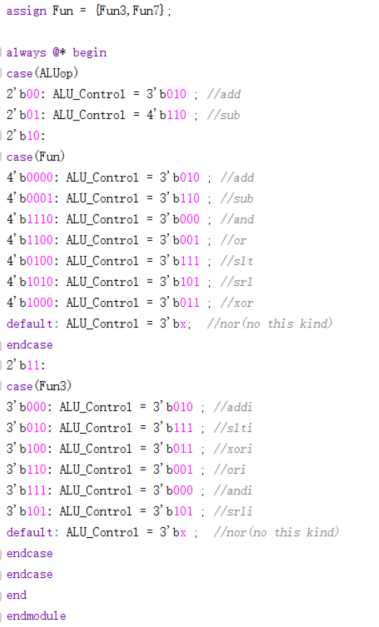 assign Fun = {Fun3,Fun7};
always @* begin
case(ALUop)
2'b00: ALU_Control = 3'b010 ; //add
2'b01: ALU_Control = 4'b110 ; //sub
2'b10:
case(Fun)
4'b0000: ALU_Control = 3'b010 ; //add
4'b0001: ALU_Control = 3'b110 ; //sub
4'b1110: ALU_Control = 3'b000 ; //and
4'b1100: ALU_Control = 3'b001 ; //or
4'b0100: ALU_Control = 3'b111 ; //slt
4'b1010: ALU_Control = 3'b101 ; //srl
4'b1000: ALU_Control = 3'b011 ; //xor
default: ALU_Control = 3'bx;  //nor(no this kind)
endcase
2'b11:
case(Fun3)
3'b000: ALU_Control = 3'b010 ; //addi
3'b010: ALU_Control = 3'b111 ; //slti
3'b100: ALU_Control = 3'b011 ; //xori
3'b110: ALU_Control = 3'b001 ; //ori
3'b111: ALU_Control = 3'b000 ; //andi
3'b101: ALU_Control = 3'b101 ; //srli
default: ALU_Control = 3'bx ;  //nor(no this kind)
endcase
endcase
end
endmodule